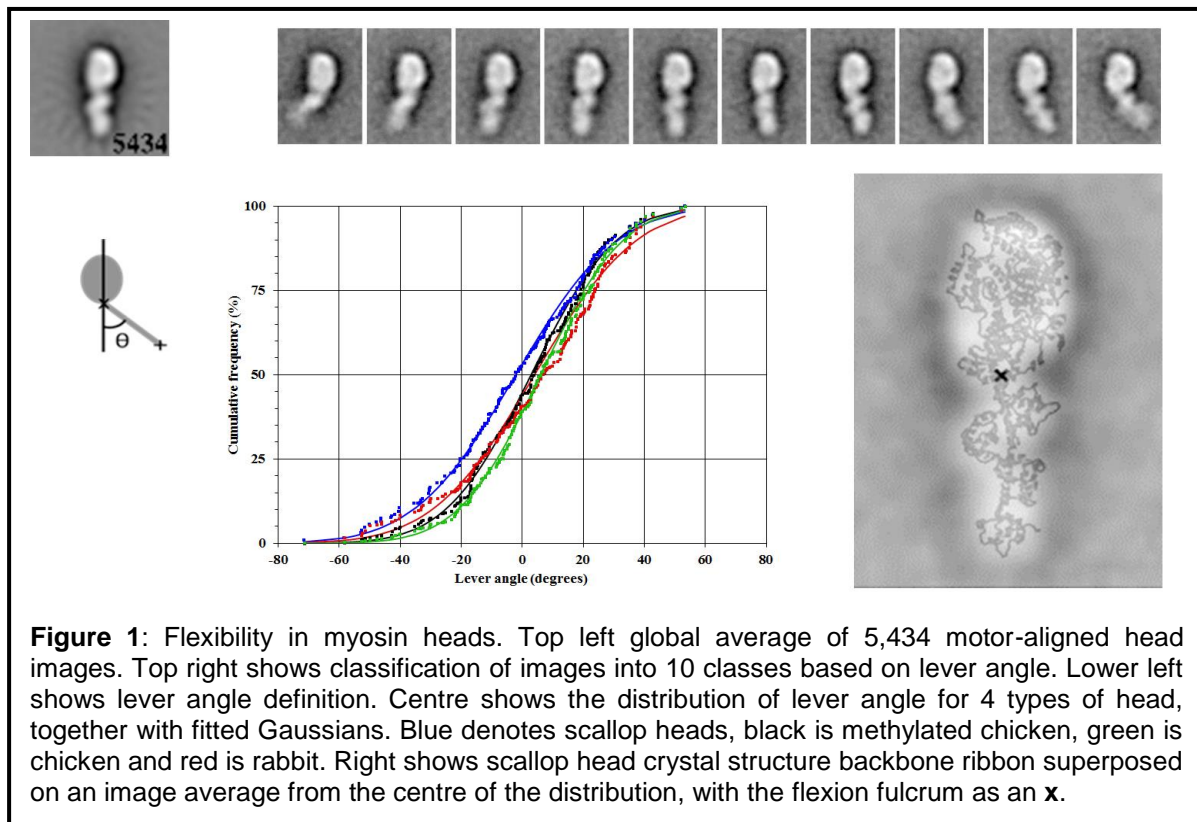 5434
θ
Cumulative frequency (%)
100
75
50
25
0
-80
-60
-40
-20
0
20
40
60
80
Lever angle (degrees)
x
Figure 1: Flexibility in myosin heads. Top left global average of 5,434 motor-aligned head
images. Top right shows classification of images into 10 classes based on lever angle. Lower left
shows lever angle definition. Centre shows the distribution of lever angle for 4 types of head,
together with fitted Gaussians. Blue denotes scallop heads, black is methylated chicken, green is
chicken and red is rabbit. Right shows scallop head crystal structure backbone ribbon superposed
on an image average from the centre of the distribution, with the flexion fulcrum as an x.